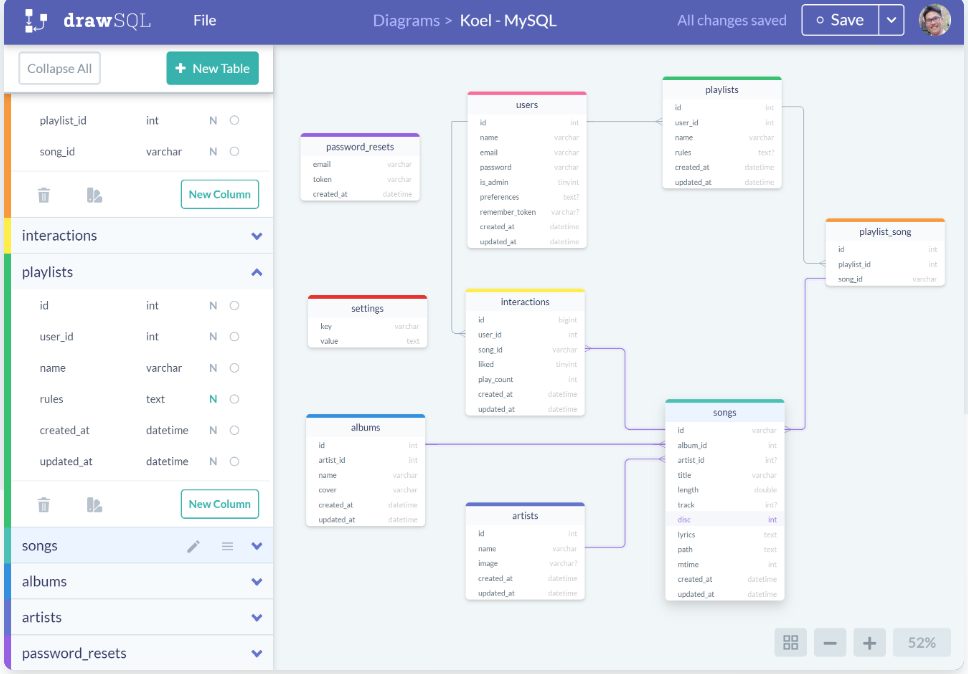 drawSQL File Diagrams > Koel - MySQL All changes saved Save
Collapse All + New Table
playlist_id int N
song_id varchar N
New Column
interactions
playlists
id int N
user_id int N
name varchar N
rules text N
created_at datetime N
updated_at datetime N
New Column
songs
albums
artists
password_resets
password_resets
email varchar
token varchar
created_at datetime
users
id int
name varchar
email varchar
password varchar
is_admin tinyint
preferences text?
remember_token varchar?
created_at datetime
updated_at datetime
playlists
id int
user_id int
name varchar
rules text?
created_at datetime
updated_at datetime
playlist_song
id int
playlist_id int
song_id varchar
settings
key varchar
value text
interactions
id bigint
user_id int
song_id varchar
liked tinyint
play_count int
created_at datetime
updated_at datetime
albums
id int
artist_id int
name varchar
cover varchar
created_at datetime
updated_at datetime
artists
id int
name varchar
image varchar?
created_at datetime
updated_at datetime
songs
id varchar
album_id int
artist_id int?
title varchar
length double
track int?
disc int
lyrics text
path text
mtime int
created_at datetime
updated_at datetime
52%